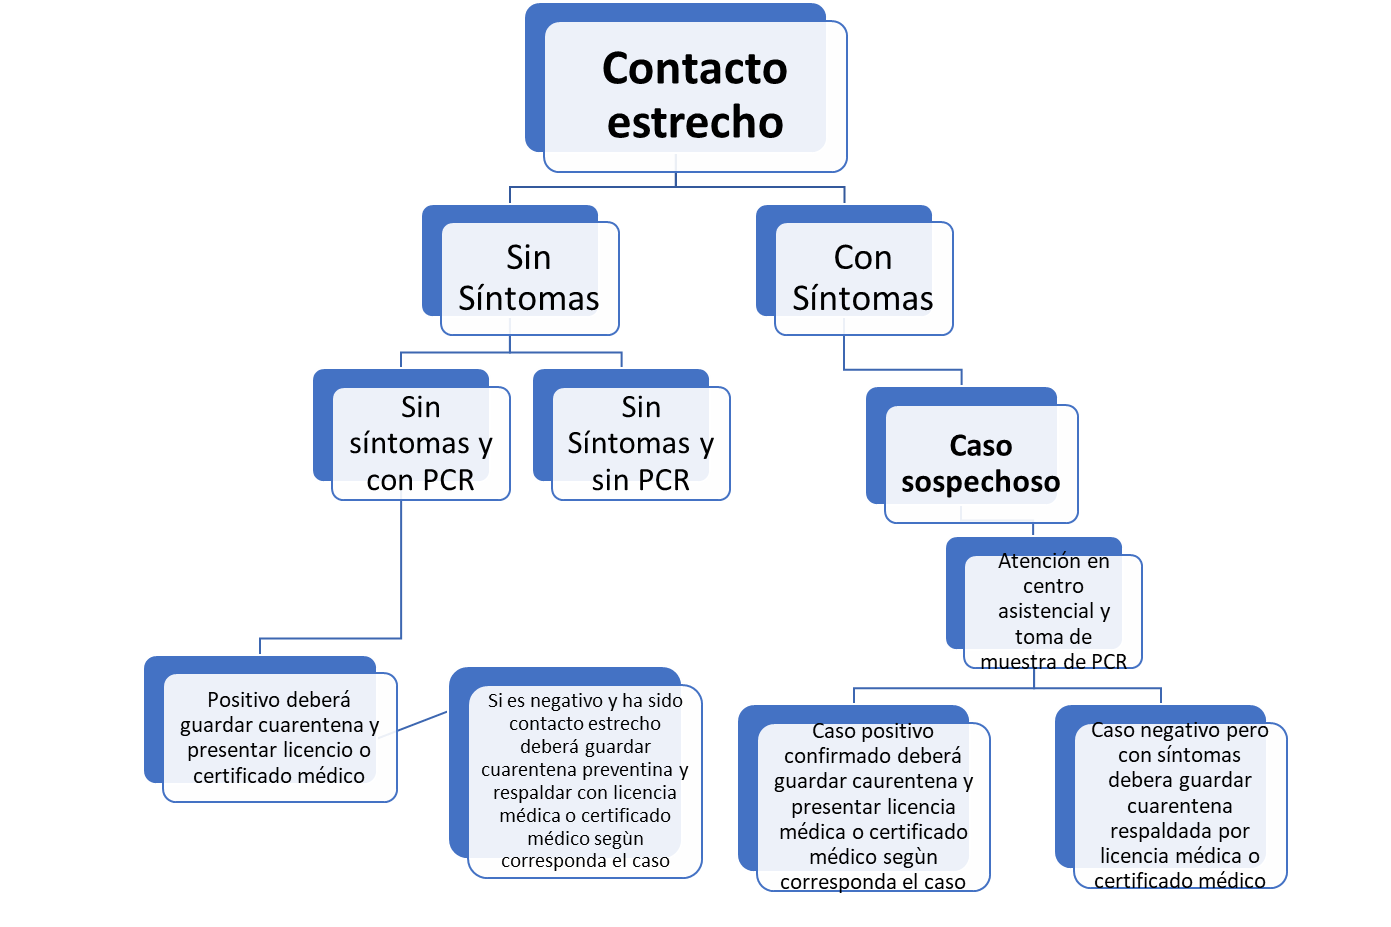 Contacto
estrecho
Sin
Síntomas
Con
Síntomas
Sin
síntomas y
con PCR
Sin
Síntomas y
sin PCR
Caso
sospechoso
Atención en
centro
asistencial y
toma de
muestra de PCR
Positivo deberá
guardar cuarentena y
presentar licencio o
certificado médico
Si es negativo y ha sido
contacto estrecho
deberá guardar
cuarentena preventina y
respaldar con licencia
médica o certificado
médico segùn
corresponda el caso
Caso positivo
confirmado deberá
guardar caurentena y
presentar licencia
médica o certificado
médico segùn
corresponda el caso
Caso negativo pero
con síntomas
debera guardar
cuarentena
respaldada por
licencia médica o
certificado médico